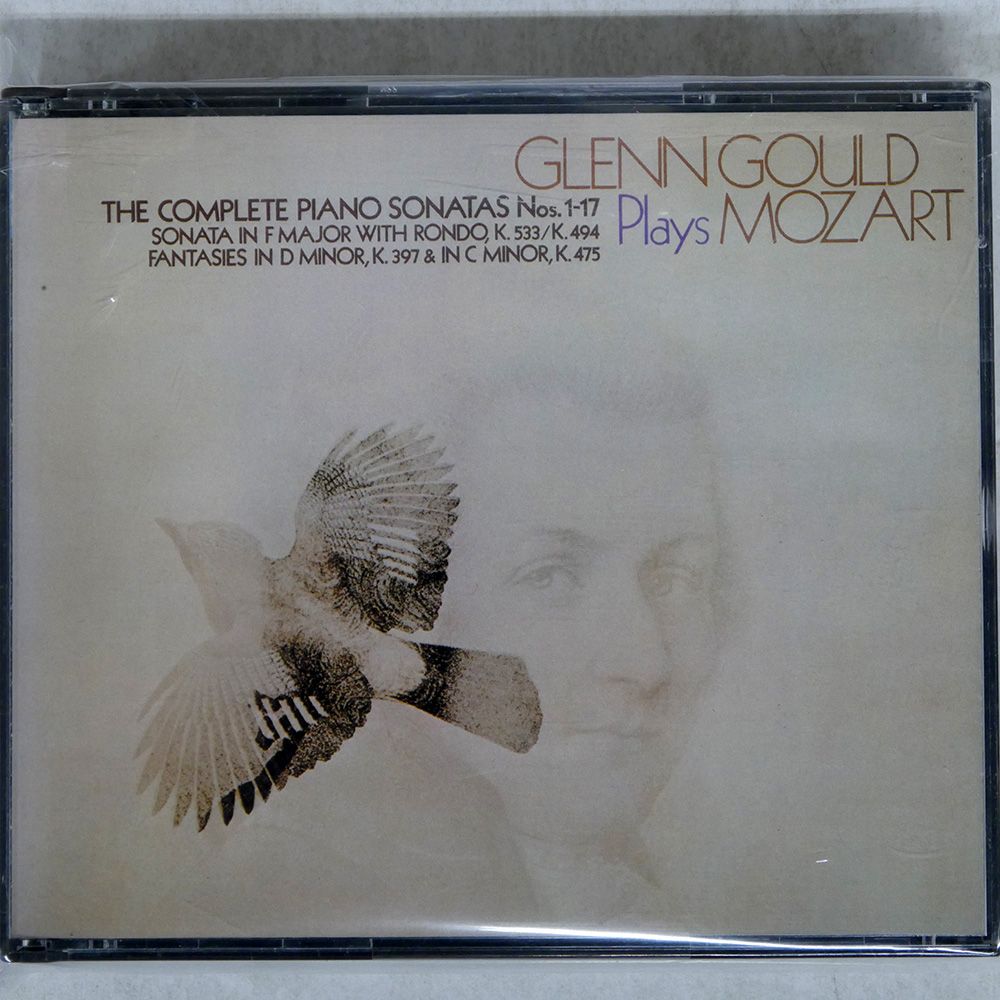 GLENN GOULD
Plays MOZART
THE COMPLETE PIANO SONATAS Nos. 1-17
SONATA IN F MAJOR WITH RONDO, K. 533/K. 494
FANTASIES IN D MINOR, K. 397 & IN C MINOR, K. 475